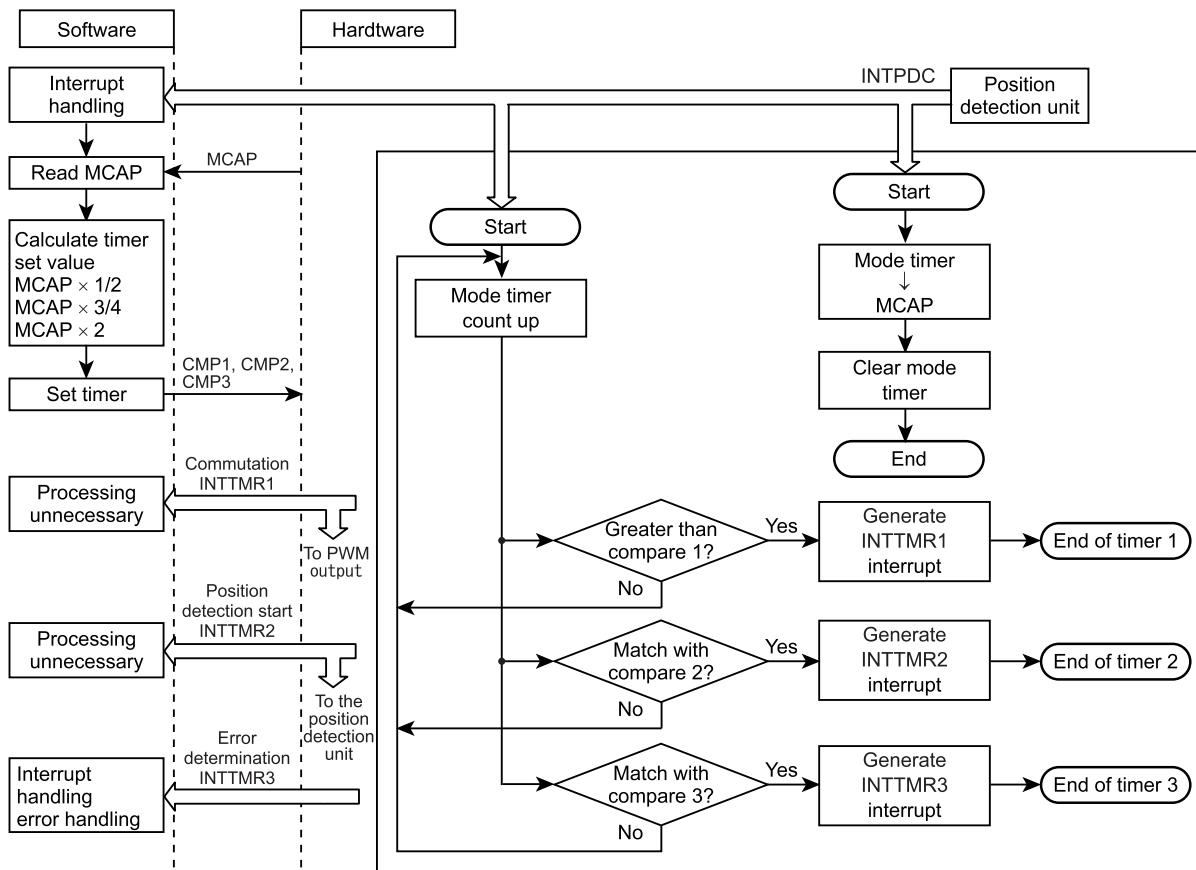 Software
Hardtware
Interrupt
handling
INTPDC
Position
detection unit
Read MCAP
MCAP
Start
Start
Calculate timer
set value
MCAP × 1/2
MCAP × 3/4
MCAP × 2
Mode timer
↓
MCAP
Mode timer
count up
Clear mode
timer
CMP1, CMP2,
CMP3
Set timer
End
Commutation
INTTMR1
Processing
unnecessary
To PWM
output
Greater than
compare 1?
Yes
No
Generate
INTTMR1
interrupt
End of timer 1
Position
detection start
INTTMR2
Processing
unnecessary
To the
position
detection
unit
Match with
compare 2?
Yes
No
Generate
INTTMR2
interrupt
End of timer 2
Error
determination
INTTMR3
Interrupt
handling
error handling
Match with
compare 3?
Yes
No
Generate
INTTMR3
interrupt
End of timer 3